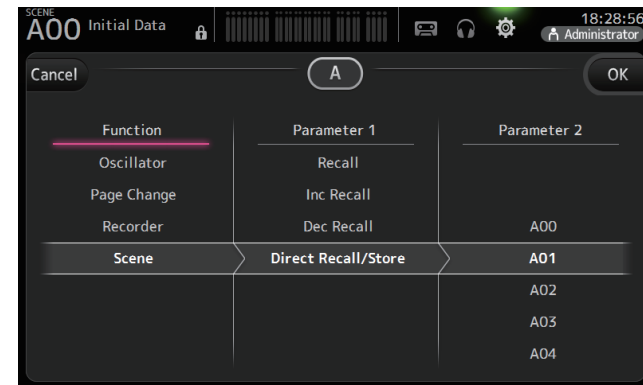 SCENE
A00 Initial Data
18:28:56
Administrator
Cancel
A
OK
Function
Parameter 1
Parameter 2
Oscillator
Recall
Page Change
Inc Recall
Recorder
Dec Recall
A00
Scene
Direct Recall/Store
A01
A02
A03
A04